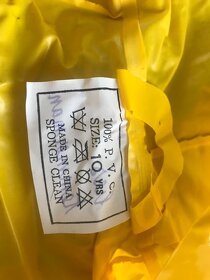 100% P. V. C.
SIZE: 10 YRS
MADE IN CHINA
SPONGE CLEAN